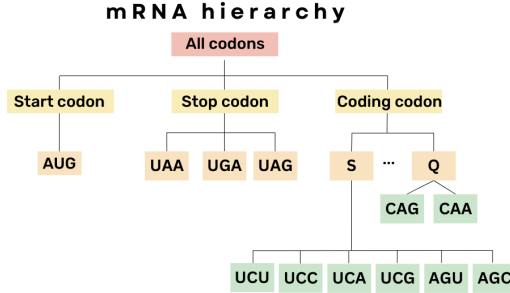 mRNA hierarchy
All codons
Start codon Stop codon Coding codon
AUG UAA UGA UAG S ... Q
CAG CAA
UCU UCC UCA UCG AGU AGC